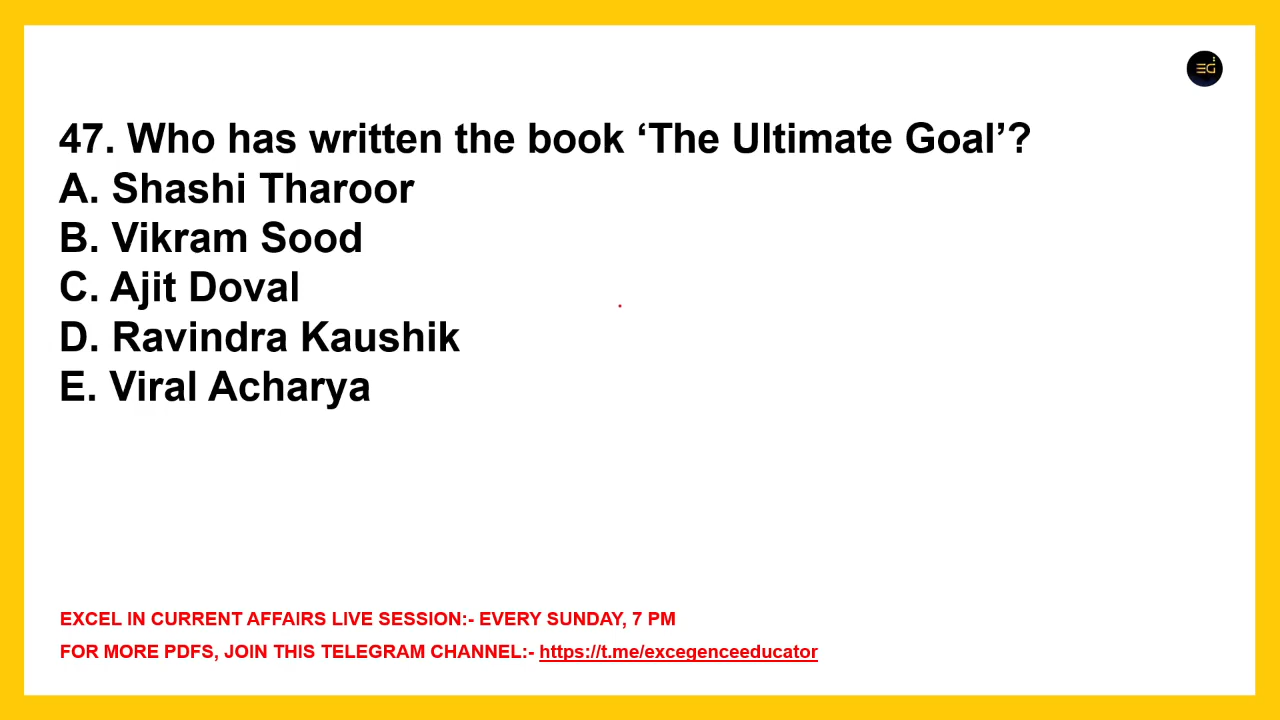 47. Who has written the book ‘The Ultimate Goal’?
A. Shashi Tharoor
B. Vikram Sood
C. Ajit Doval
D. Ravindra Kaushik
E. Viral Acharya
EXCEL IN CURRENT AFFAIRS LIVE SESSION:- EVERY SUNDAY, 7 PM
FOR MORE PDFS, JOIN THIS TELEGRAM CHANNEL:- https://t.me/excegenceeducator